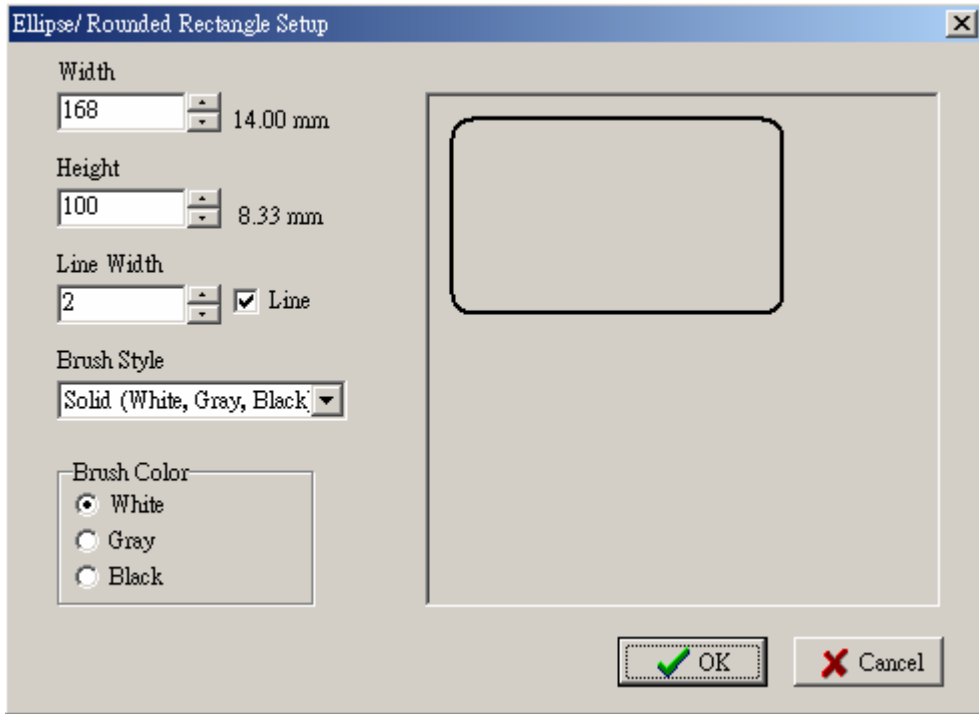 Ellipse/ Rounded Rectangle Setup
Width
168
14.00 mm
Height
100
8.33 mm
Line Width
2
Line
Brush Style
Solid (White, Gray, Black
Brush Color
White
Gray
Black
OK
Cancel